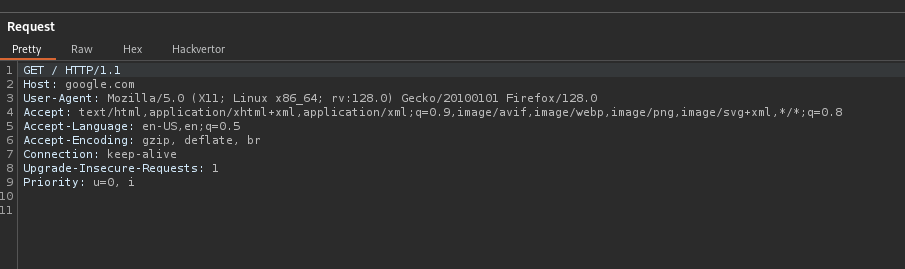 Request
Pretty Raw Hex Hackvertor
1 GET / HTTP/1.1
2 Host: google.com
3 User-Agent: Mozilla/5.0 (X11; Linux x86_64; rv:128.0) Gecko/20100101 Firefox/128.0
4 Accept: text/html,application/xhtml+xml,application/xml;q=0.9,image/avif,image/webp,image/png,image/svg+xml,*/*;q=0.8
5 Accept-Language: en-US,en;q=0.5
6 Accept-Encoding: gzip, deflate, br
7 Connection: keep-alive
8 Upgrade-Insecure-Requests: 1
9 Priority: u=0, i
10
11